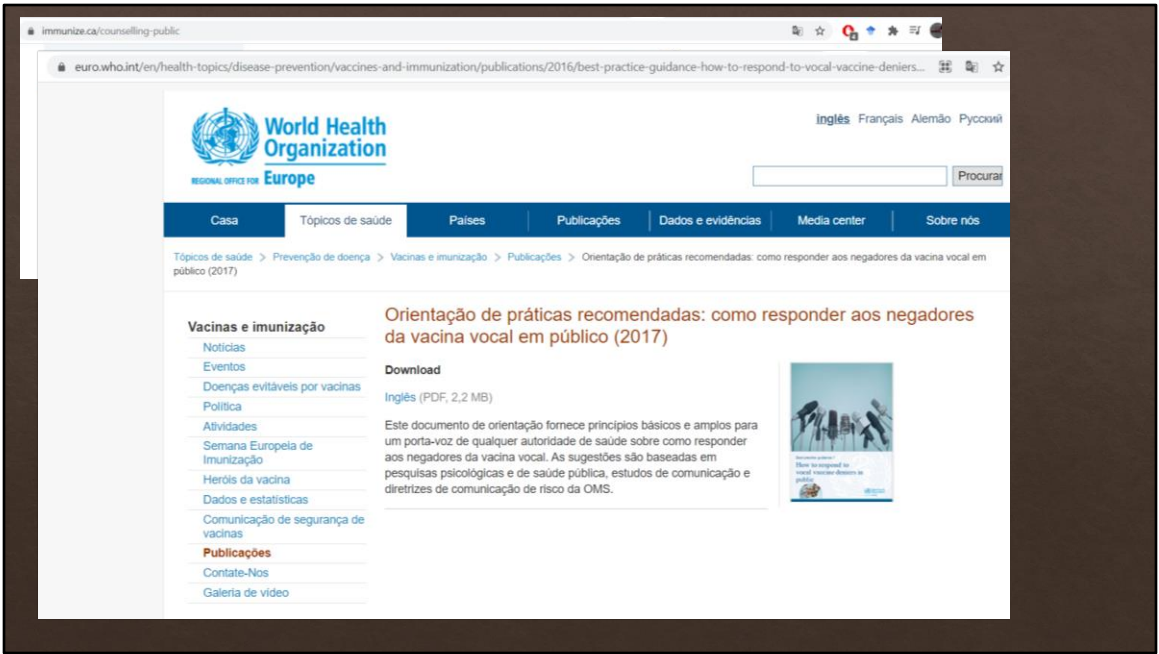 immunize.ca/counselling-public
euro.who.int/en/health-topics/disease-prevention/vaccines-and-immunization/publications/2016/best-practice-guidance-how-to-respond-to-vocal-vaccine-deniers...
World Health
Organization
REGIONAL OFFICE FOR Europe
inglês Français Alemão Русский
Procurar
Casa Tópicos de saúde Países Publicações Dados e evidências Media center Sobre nós
Tópicos de saúde > Prevenção de doença > Vacinas e imunização > Publicações > Orientação de práticas recomendadas: como responder aos negadores da vacina vocal em
público (2017)
Vacinas e imunização
Notícias
Eventos
Doenças evitáveis por vacinas
Política
Atividades
Semana Europeia de
Imunização
Heróis da vacina
Dados e estatísticas
Comunicação de segurança de
vacinas
Publicações
Contate-Nos
Galeria de vídeo
Orientação de práticas recomendadas: como responder aos negadores
da vacina vocal em público (2017)
Download
Inglês (PDF, 2,2 MB)
Este documento de orientação fornece princípios básicos e amplos para
um porta-voz de qualquer autoridade de saúde sobre como responder
aos negadores da vacina vocal. As sugestões são baseadas em
pesquisas psicológicas e de saúde pública, estudos de comunicação e
diretrizes de comunicação de risco da OMS.
How to respond to
vocal vaccine deniers in
public